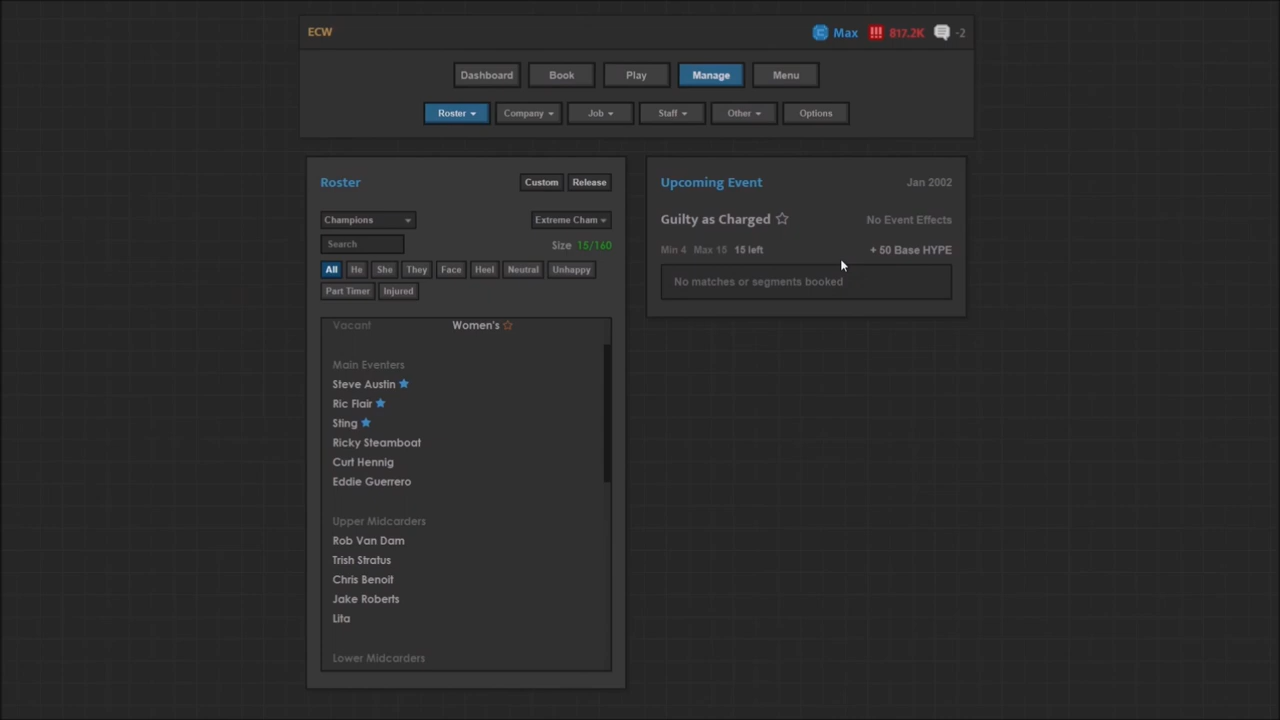 ECW
Max 817.2K -2
Dashboard Book Play Manage Menu
Roster Company Job Staff Other Options
Roster Custom Release
Champions Extreme Cham
Search Size 15/160
All He She They Face Heel Neutral Unhappy
Part Timer Injured
Vacant Women's
Main Eventers
Steve Austin
Ric Flair
Sting
Ricky Steamboat
Curt Hennig
Eddie Guerrero
Upper Midcarders
Rob Van Dam
Trish Stratus
Chris Benoit
Jake Roberts
Lita
Lower Midcarders
Upcoming Event Jan 2002
Guilty as Charged No Event Effects
Min 4 Max 15 15 left + 50 Base HYPE
No matches or segments booked